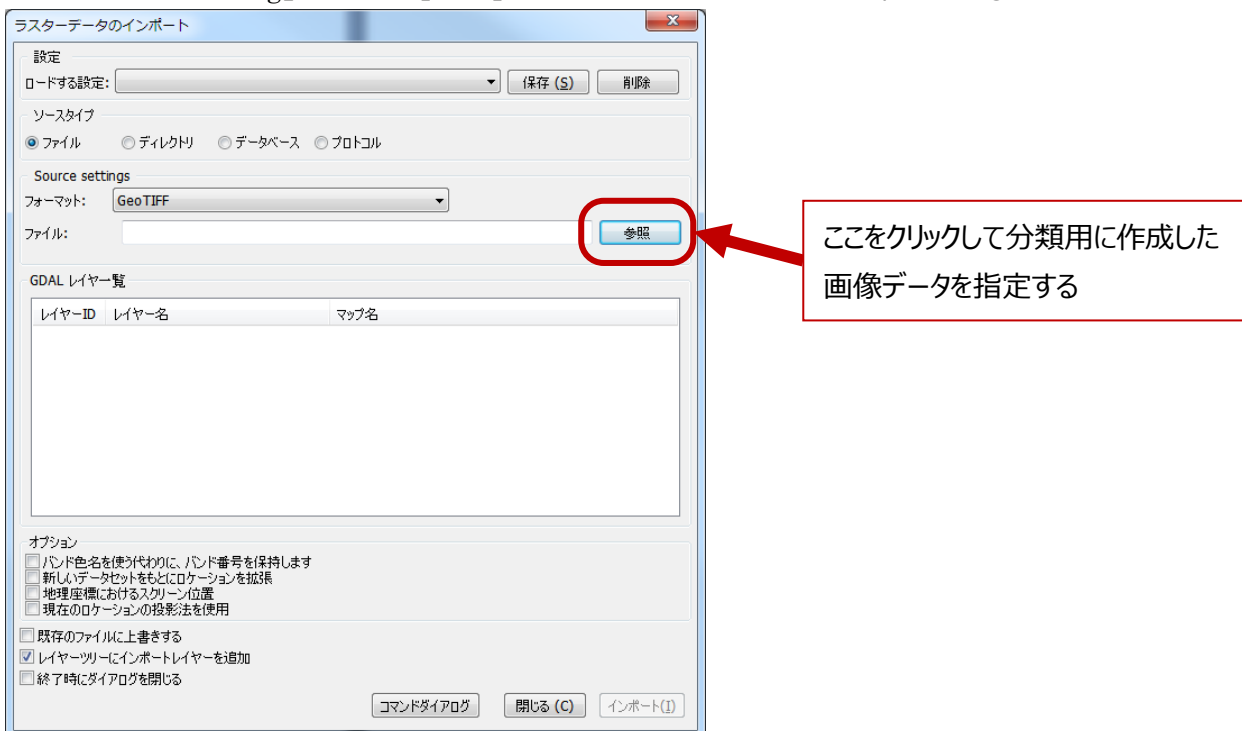 ラスターデータのインポート
設定
ロードする設定:
保存 (S)
削除
ソースタイプ
ファイル ディレクトリ データベース プロトコル
Source settings
フォーマット: GeoTIFF
ファイル:
参照
ここをクリックして分類用に作成した
画像データを指定する
GDAL レイヤー一覧
レイヤーID レイヤー名 マップ名
オプション
バンド色名を使う代わりに、バンド番号を保持します
新しいデータセットをもとにロケーションを拡張
地理座標におけるスクリーン位置
現在のロケーションの投影法を使用
既存のファイルに上書きする
レイヤーツリーにインポートレイヤーを追加
終了時にダイアログを閉じる
コマンドダイアログ 閉じる (C) インポート(I)